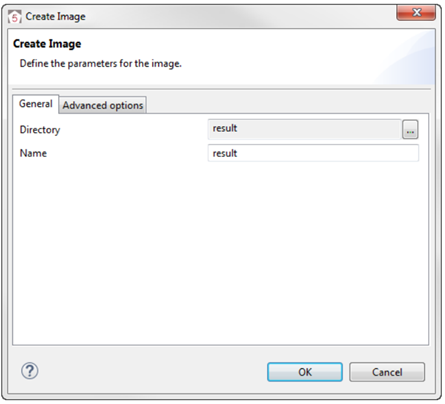 5 Create Image
Create Image
Define the parameters for the image.
General Advanced options
Directory result ...
Name result
? OK Cancel